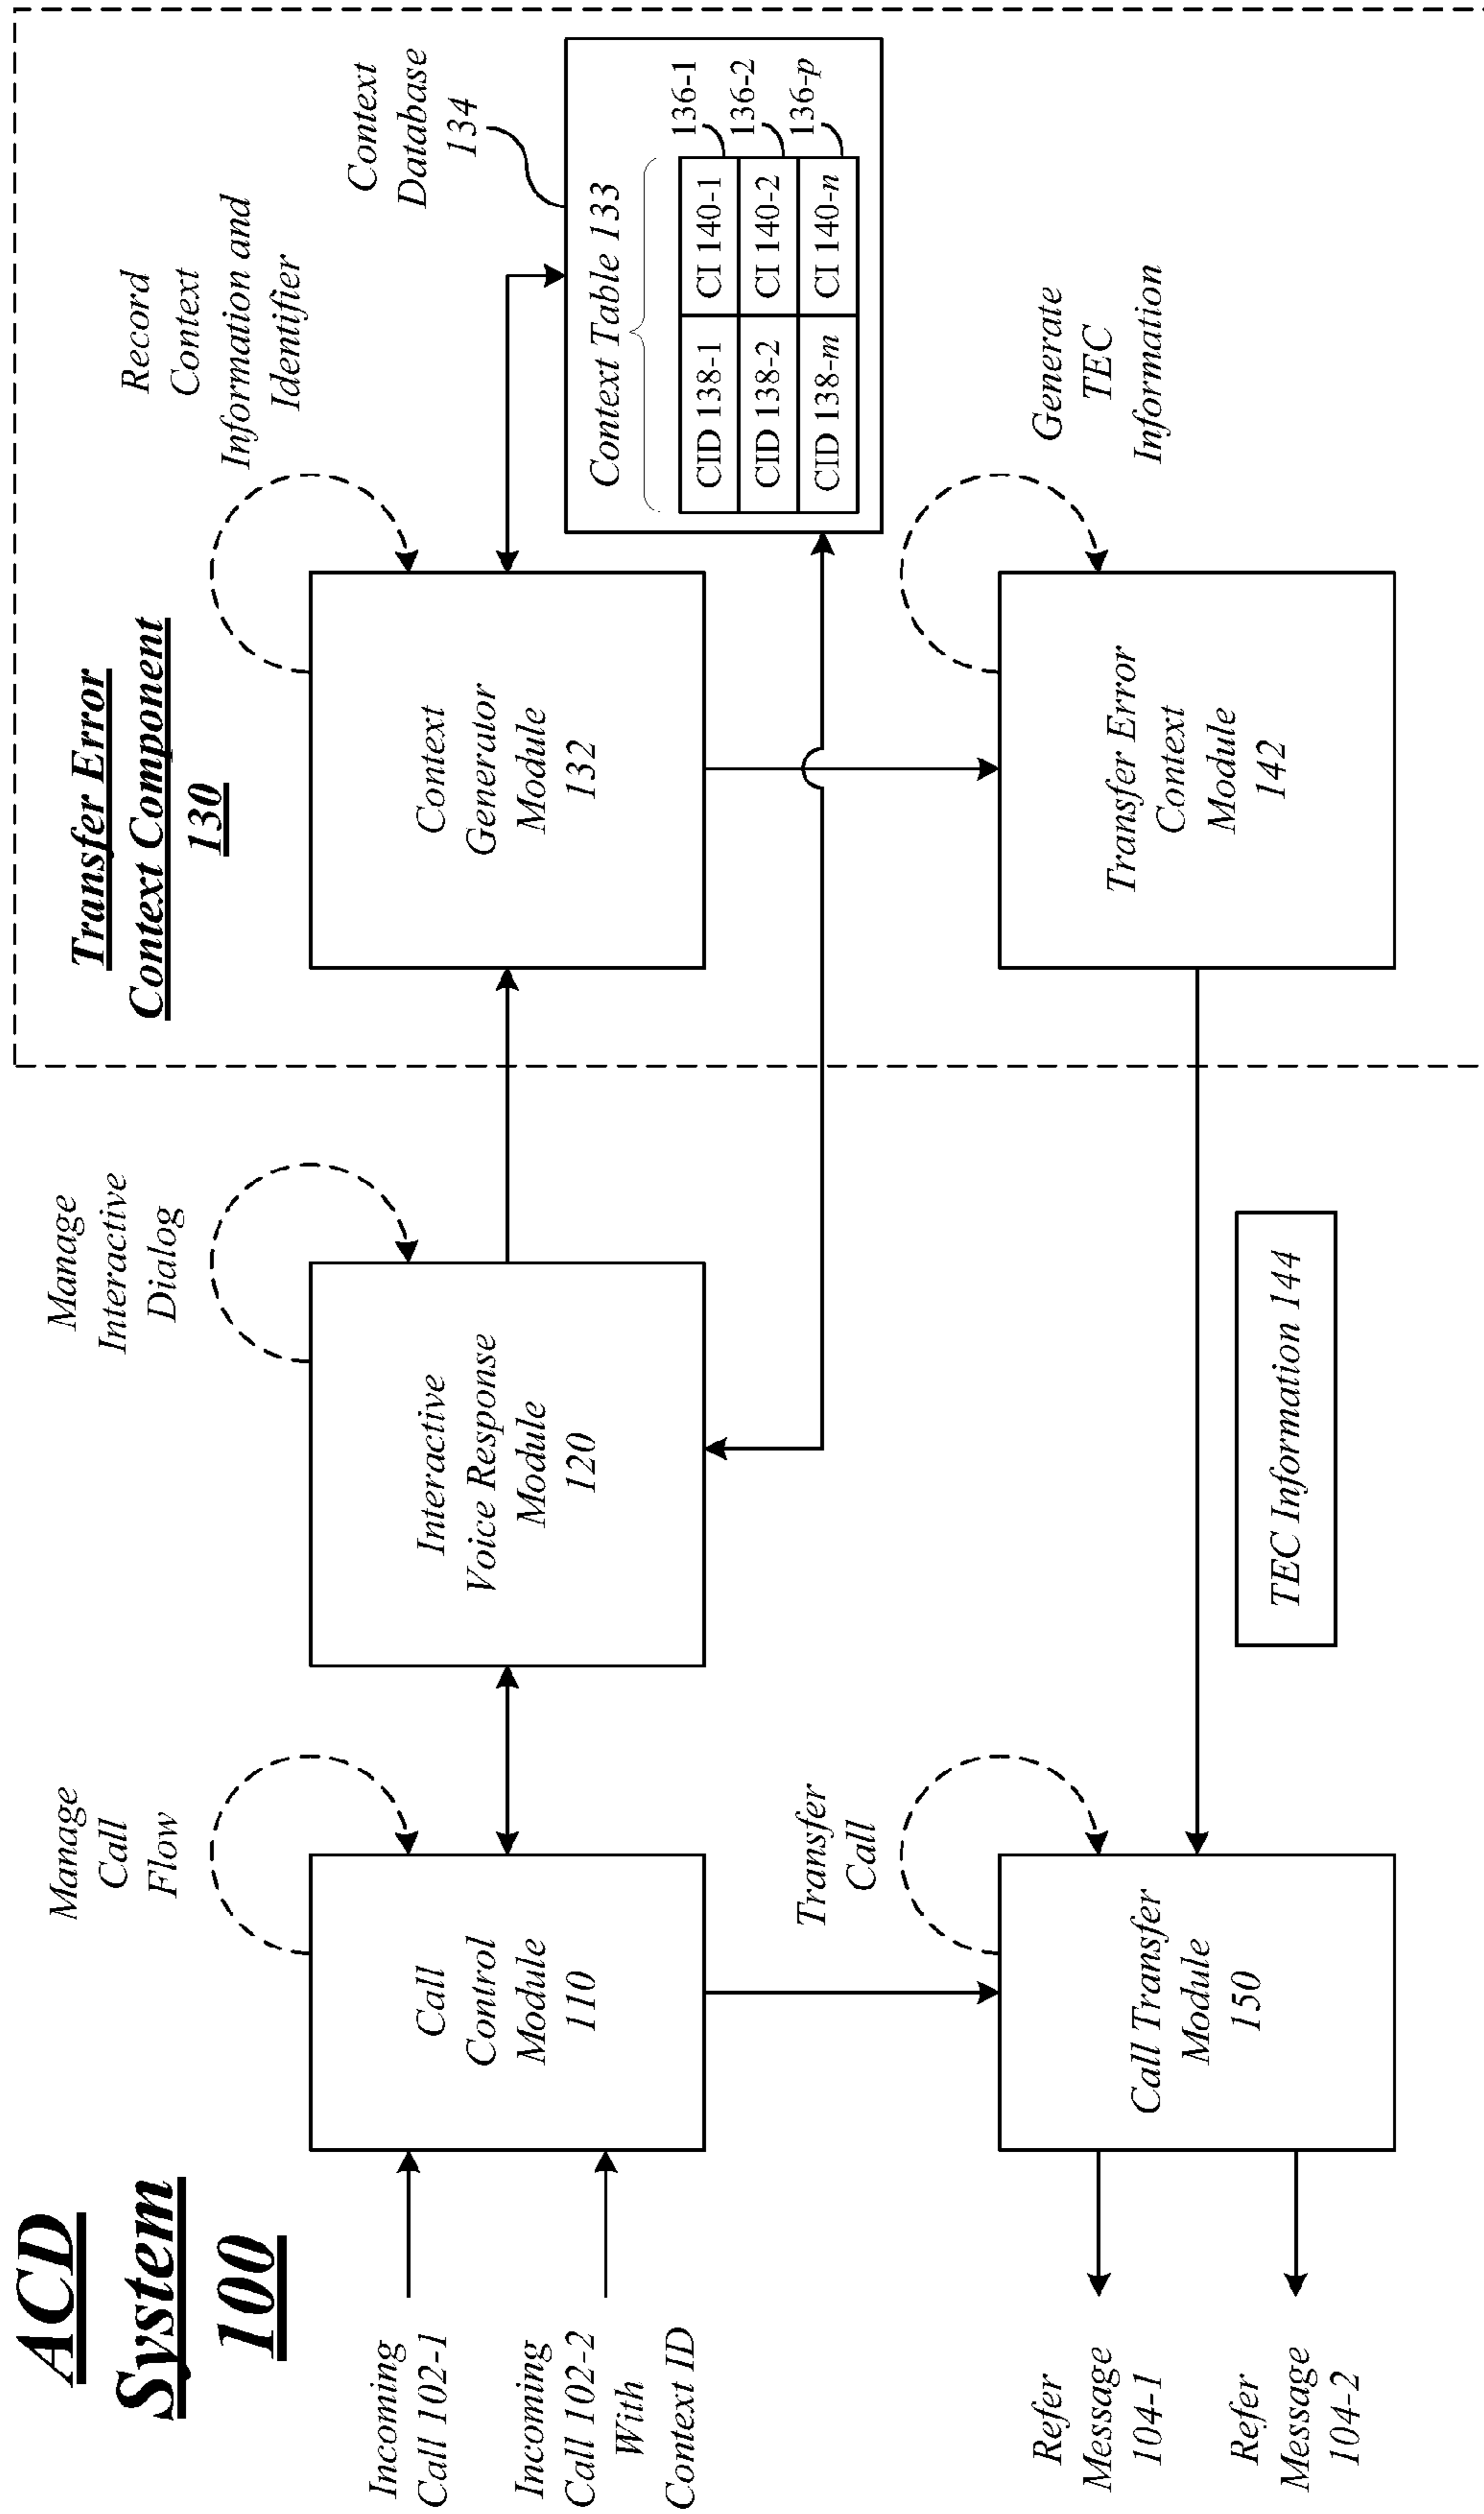 ACD
System
100
Transfer Error
Context Component
130
Manage
Call
Flow
Manage
Interactive
Dialog
Record
Context
Information and
Identifier
Context
Database
134
Incoming
Call 102-1
Incoming
Call 102-2
With
Context ID
Call
Control
Module
110
Interactive
Voice Response
Module
120
Context
Generator
Module
132
Context Table 133
CID 138-1
CI 140-1
136-1
CID 138-2
CI 140-2
136-2
CID 138-m
CI 140-n
136-p
Transfer
Call
Generate
TEC
Information
Refer
Message
104-1
Refer
Message
104-2
Call Transfer
Module
150
TEC Information 144
Transfer Error
Context
Module
142